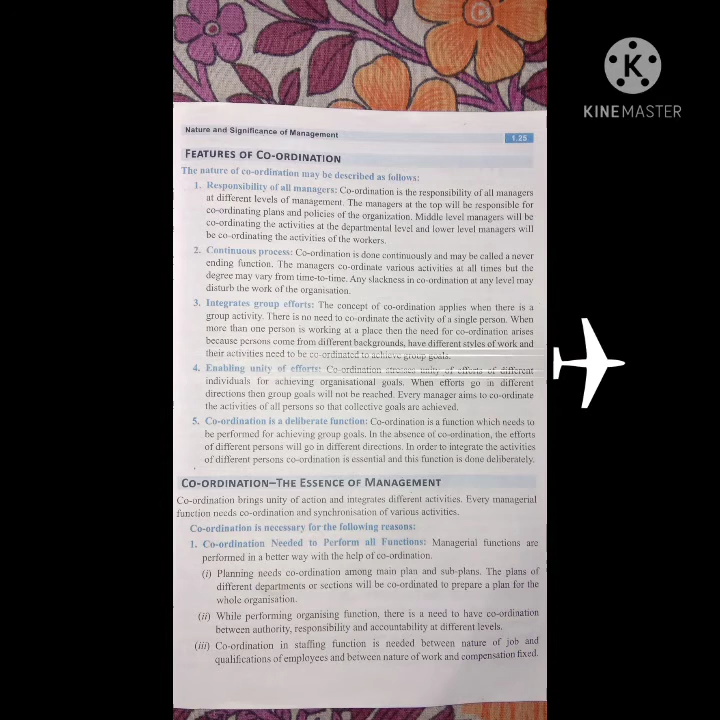 KINEMASTER
Nature and Significance of Management
1.25
FEATURES OF CO-ORDINATION
The nature of co-ordination may be described as follows:
1. Responsibility of all managers: Co-ordination is the responsibility of all managers
at different levels of management. The managers at the top will be responsible for
co-ordinating plans and policies of the organization. Middle level managers will be
co-ordinating the activities at the departmental level and lower level managers will
be co-ordinating the activities of the workers.
2. Continuous process: Co-ordination is done continuously and may be called a never
ending function. The managers co-ordinate various activities at all times but the
degree may vary from time-to-time. Any slackness in co-ordination at any level may
disturb the work of the organisation.
3. Integrates group efforts: The concept of co-ordination applies when there is a
group activity. There is no need to co-ordinate the activity of a single person. When
more than one person is working at a place then the need for co-ordination arises
because persons come from different backgrounds, have different styles of work and
their activities need to be co-ordinated to achieve group goals.
4. Enabling unity of efforts: Co-ordination stresses unity of efforts of different
individuals for achieving organisational goals. When efforts go in different
directions then group goals will not be reached. Every manager aims to co-ordinate
the activities of all persons so that collective goals are achieved.
5. Co-ordination is a deliberate function: Co-ordination is a function which needs to
be performed for achieving group goals. In the absence of co-ordination, the efforts
of different persons will go in different directions. In order to integrate the activities
of different persons co-ordination is essential and this function is done deliberately.
CO-ORDINATION–THE ESSENCE OF MANAGEMENT
Co-ordination brings unity of action and integrates different activities. Every managerial
function needs co-ordination and synchronisation of various activities.
Co-ordination is necessary for the following reasons:
1. Co-ordination Needed to Perform all Functions: Managerial functions are
performed in a better way with the help of co-ordination.
(i) Planning needs co-ordination among main plan and sub-plans. The plans of
different departments or sections will be co-ordinated to prepare a plan for the
whole organisation.
(ii) While performing organising function, there is a need to have co-ordination
between authority, responsibility and accountability at different levels.
(iii) Co-ordination in staffing function is needed between nature of job and
qualifications of employees and between nature of work and compensation fixed.